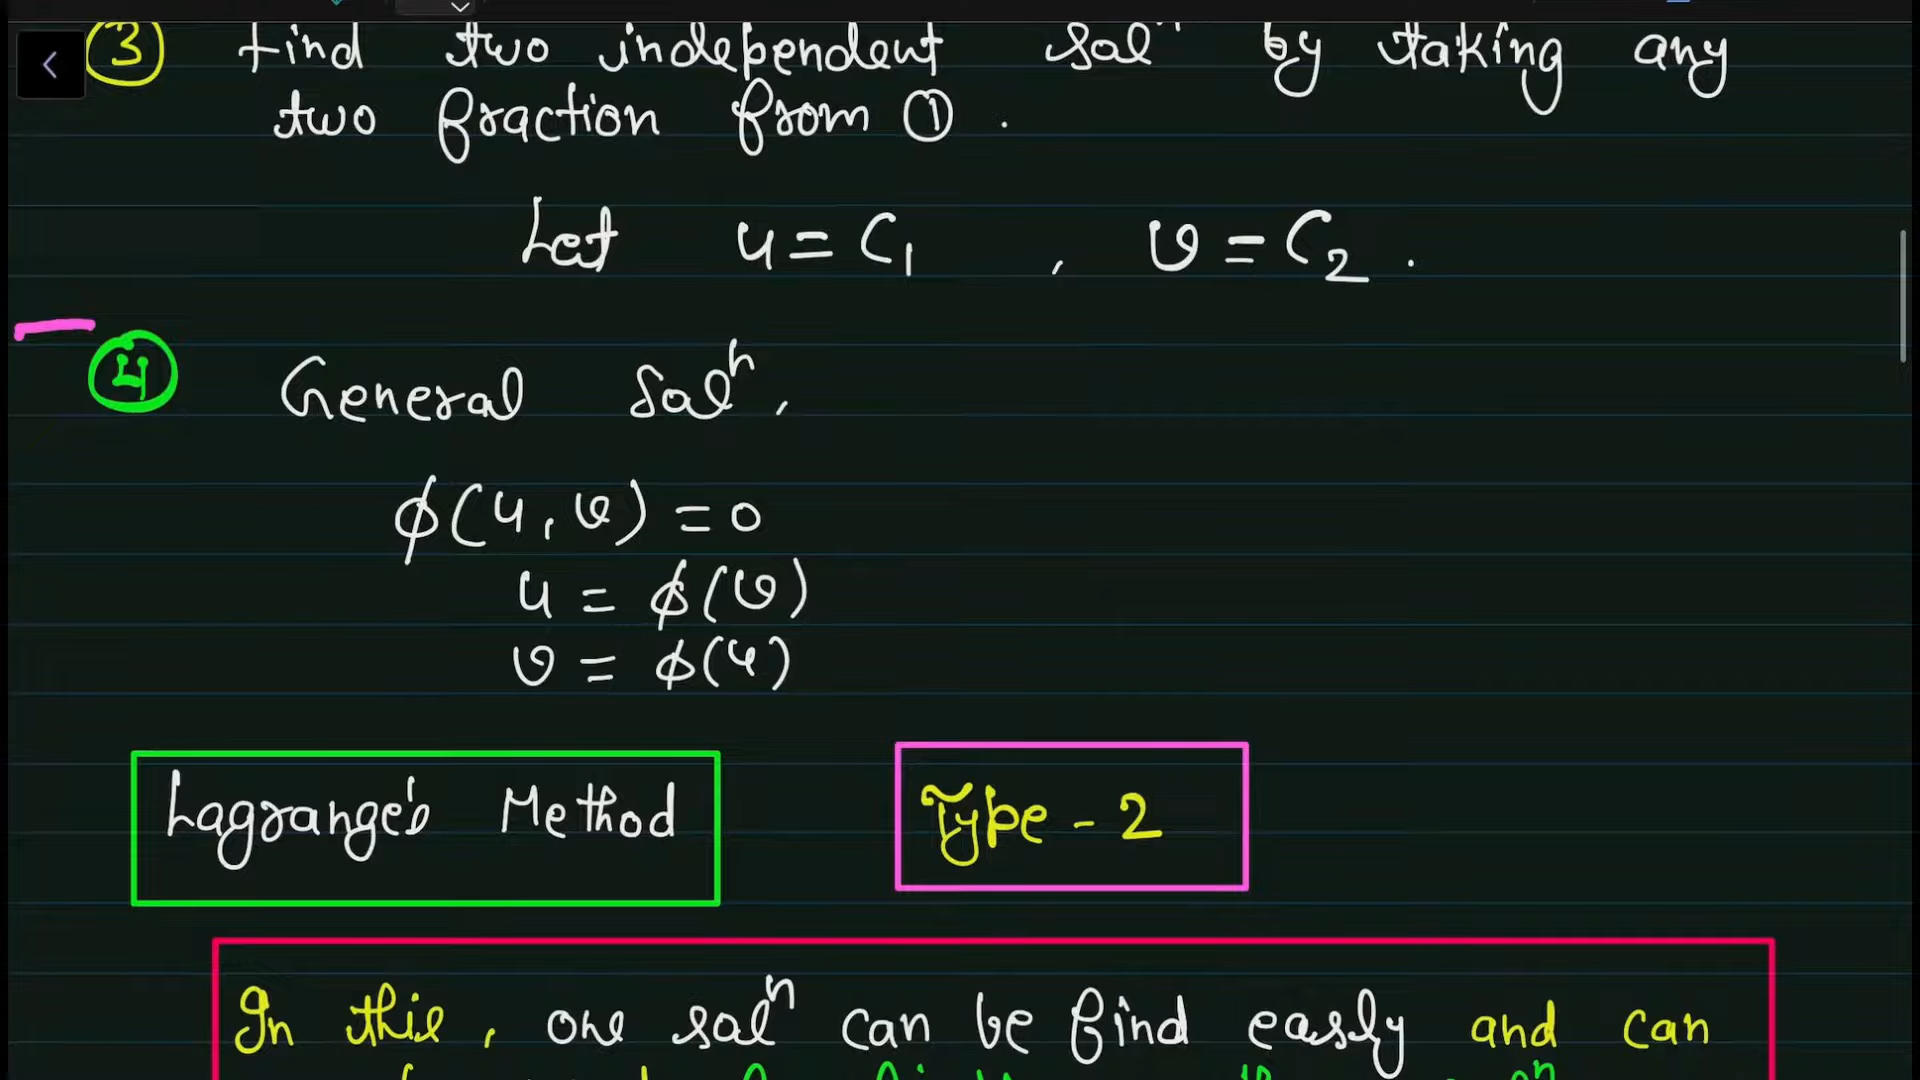 ③ find two independent solⁿ by taking any
two fraction from ① .
Let u = C₁ , v = C₂ .
④ General Solⁿ,
ϕ(u, v) = 0
u = ϕ(v)
v = ϕ(u)
Lagrange's Method Type - 2
In this, one solⁿ can be find easly and can